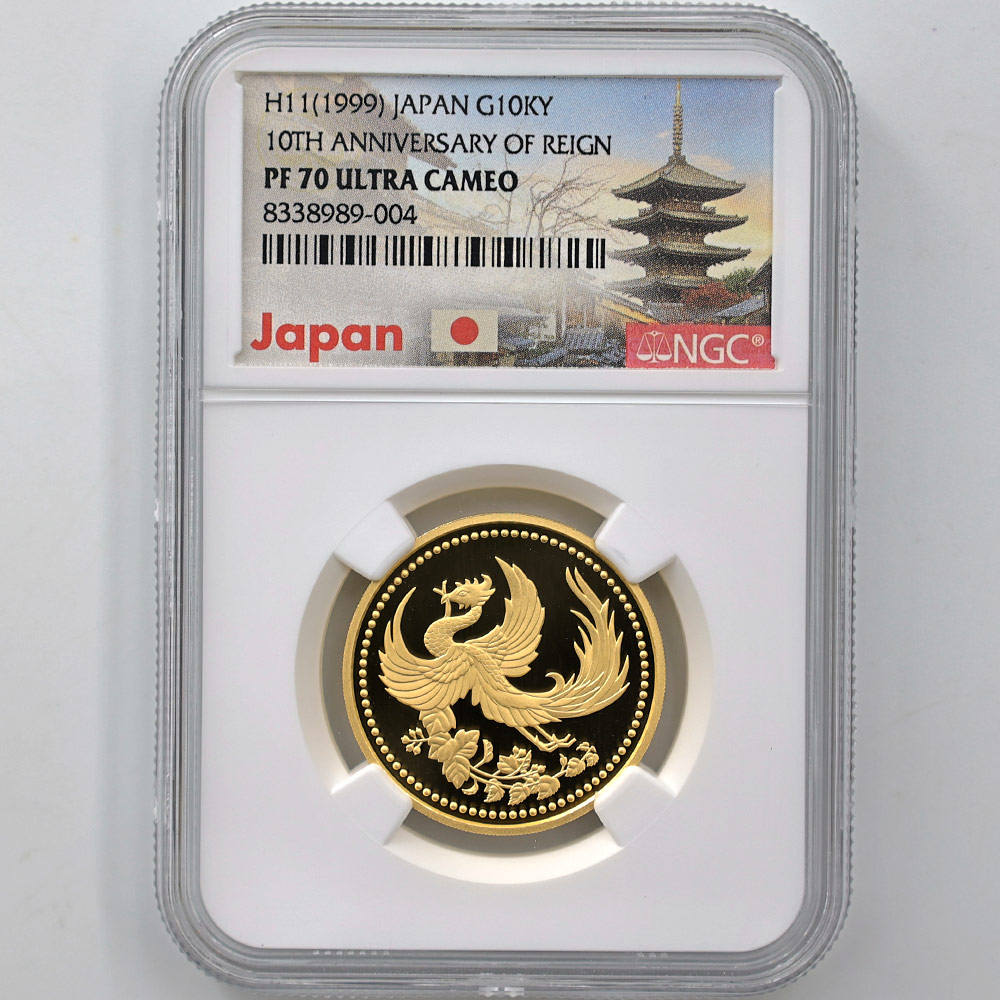 H11(1999) JAPAN G10KY
10TH ANNIVERSARY OF REIGN
PF 70 ULTRA CAMEO
8338989-004
Japan
NGC®